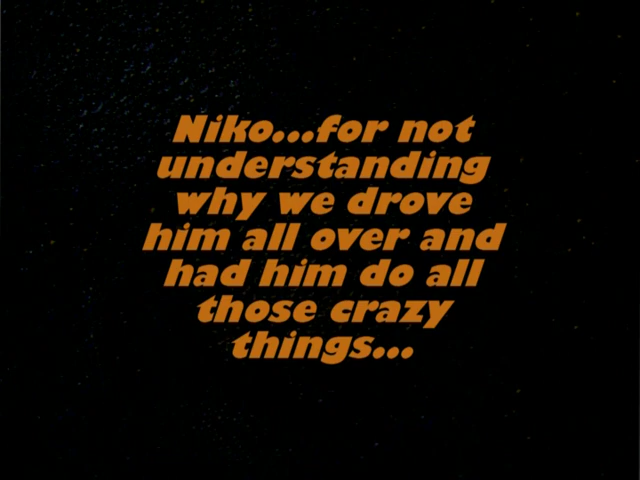 Niko...for not
understanding
why we drove
him all over and
had him do all
those crazy
things...